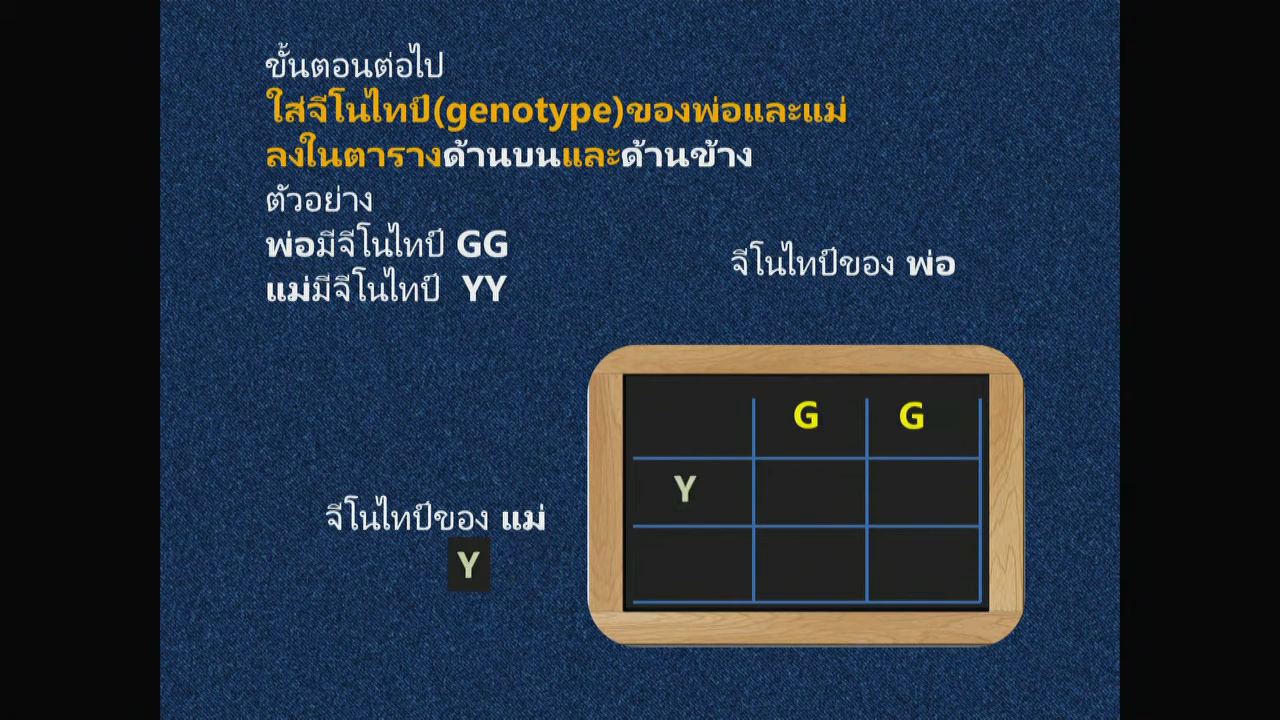 ขั้นตอนต่อไป
ใส่จีโนไทป์(genotype)ของพ่อและแม่
ลงในตารางด้านบนและด้านข้าง
ตัวอย่าง
พ่อมีจีโนไทป์ GG
แม่มีจีโนไทป์ YY
จีโนไทป์ของ พ่อ
G G
Y
จีโนไทป์ของ แม่
Y